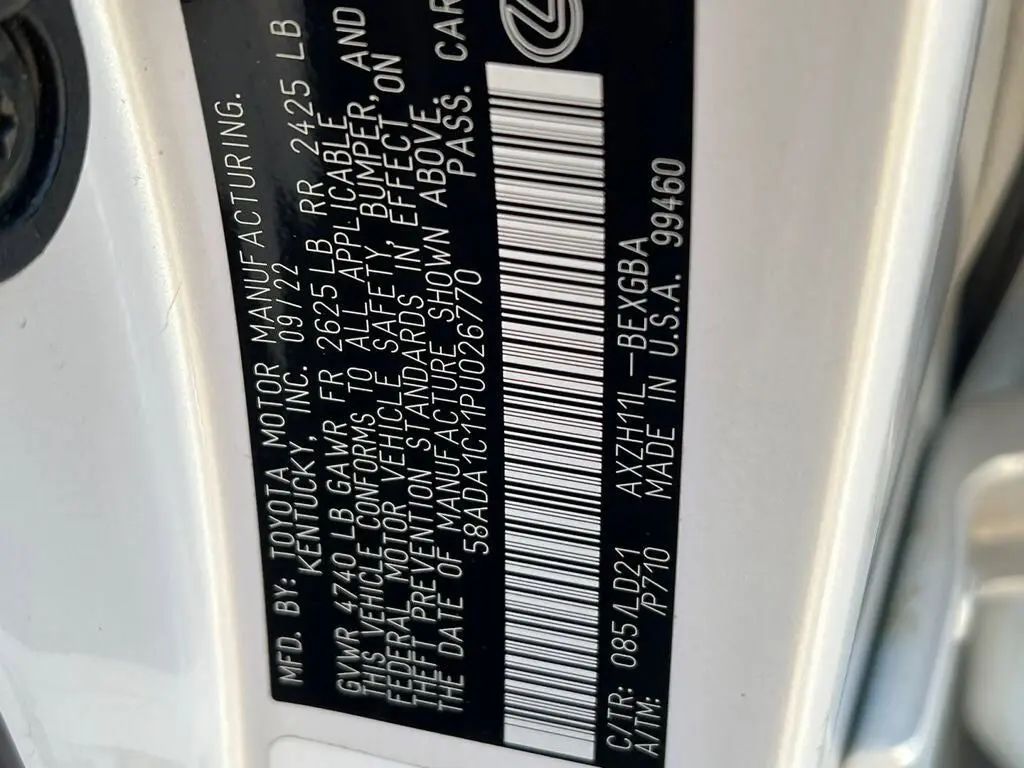 MFD. BY: TOYOTA MOTOR MANUFACTURING.
KENTUCKY, INC. 09/22
GVWR 4740 LB GAWR FR 2625LB RR 2425 LB
THIS VEHICLE CONFORMS TO ALL APPLICABLE
FEDERAL MOTOR VEHICLE SAFETY, BUMPER, AND
THEFT PREVENTION STANDARDS IN EFFECT ON
THE DATE OF MANUFACTURE SHOWN ABOVE.
58ADA1C11PU026770 PASS. CAR
C/TR: 085/LD21 AXZH11L-BEXGBA
A/TM: /P710 MADE IN U.S.A. 99460